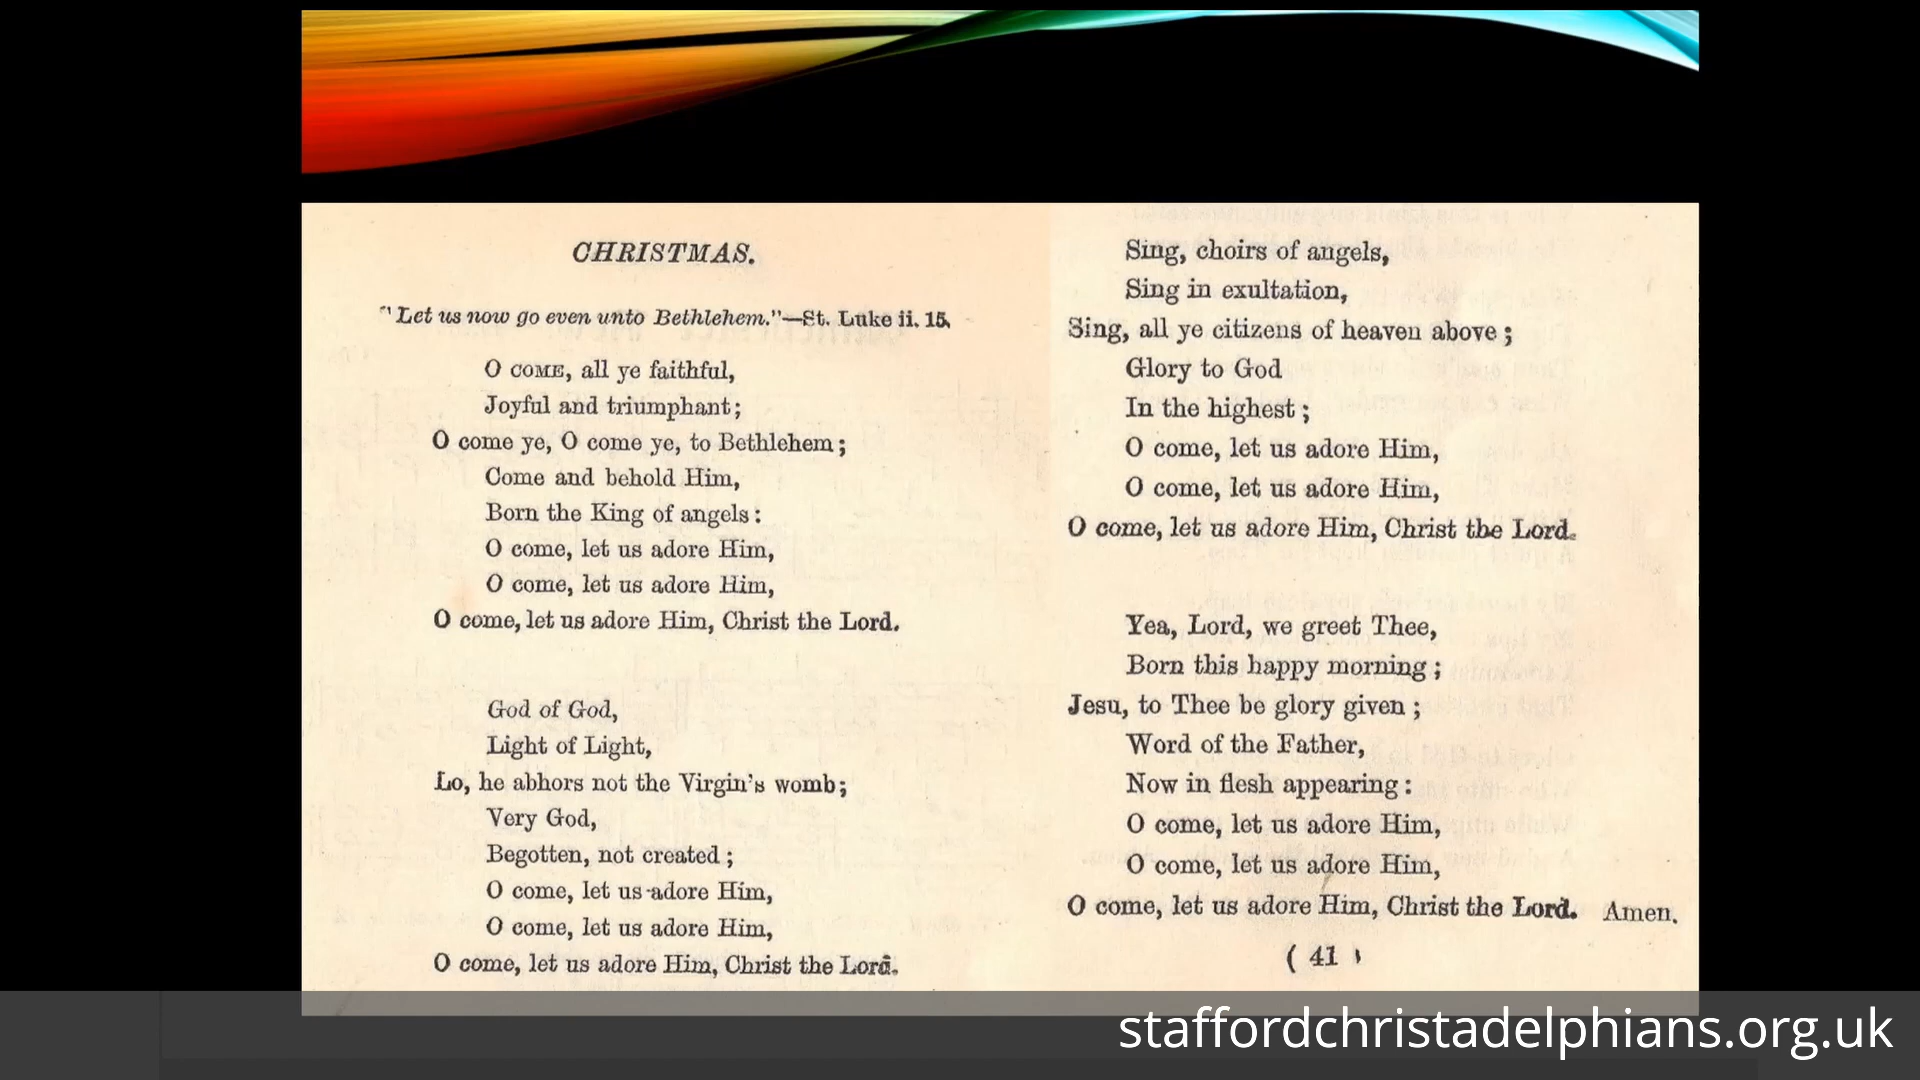 CHRISTMAS.
"Let us now go even unto Bethlehem."—St. Luke ii. 15.
O COME, all ye faithful,
Joyful and triumphant;
O come ye, O come ye, to Bethlehem;
Come and behold Him,
Born the King of angels:
O come, let us adore Him,
O come, let us adore Him,
O come, let us adore Him, Christ the Lord.
God of God,
Light of Light,
Lo, he abhors not the Virgin's womb;
Very God,
Begotten, not created;
O come, let us adore Him,
O come, let us adore Him,
O come, let us adore Him, Christ the Lord.
Sing, choirs of angels,
Sing in exultation,
Sing, all ye citizens of heaven above;
Glory to God
In the highest;
O come, let us adore Him,
O come, let us adore Him,
O come, let us adore Him, Christ the Lord.
Yea, Lord, we greet Thee,
Born this happy morning;
Jesu, to Thee be glory given;
Word of the Father,
Now in flesh appearing:
O come, let us adore Him,
O come, let us adore Him,
O come, let us adore Him, Christ the Lord. Amen.
( 41 )
staffordchristadelphians.org.uk